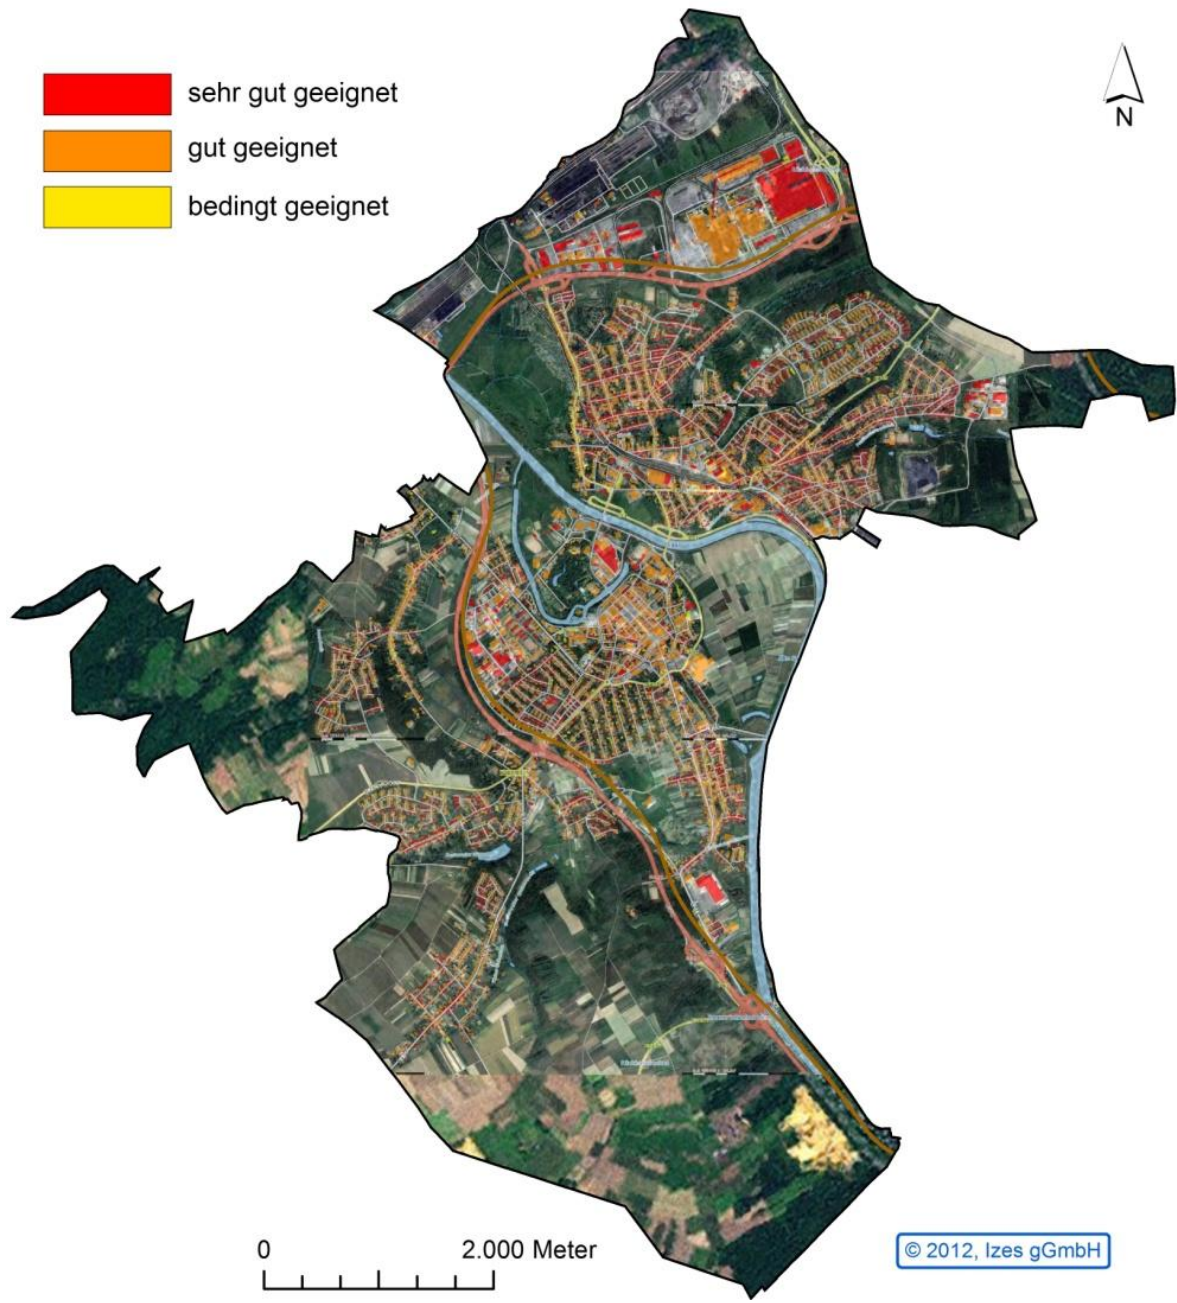 sehr gut geeignet
gut geeignet
bedingt geeignet
N
0 2.000 Meter
© 2012, Izes gGmbH